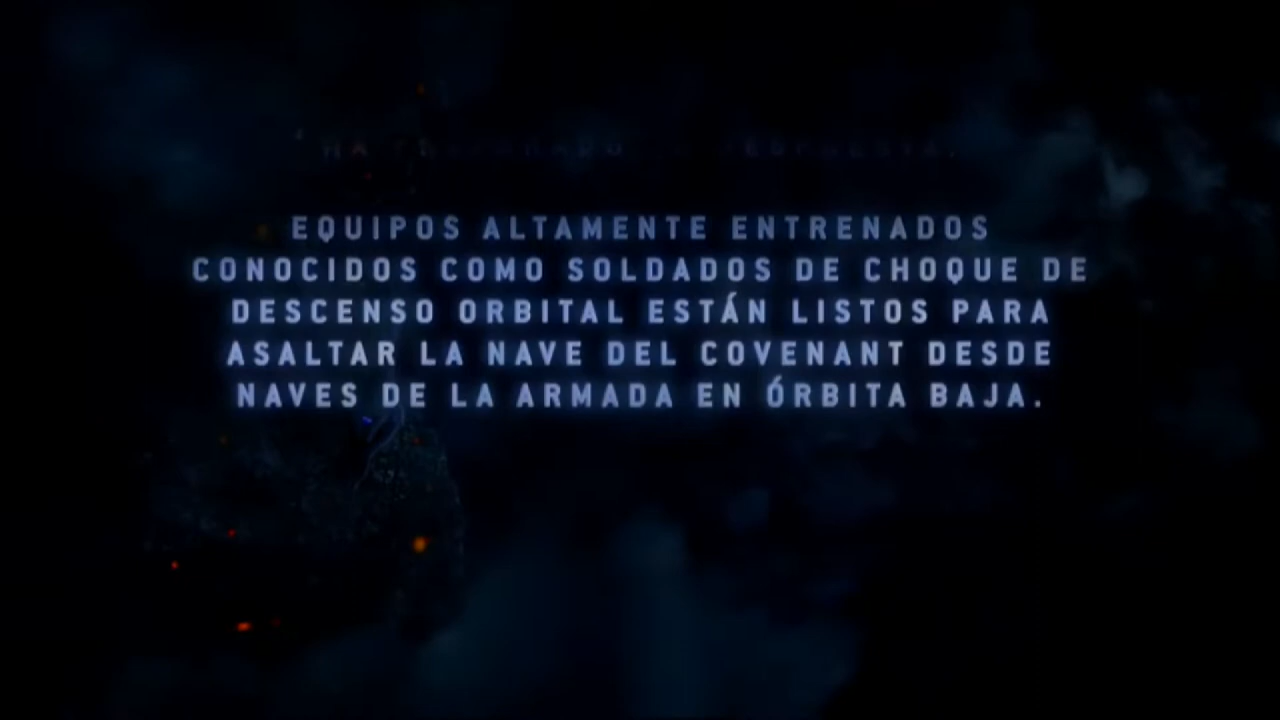 EQUIPOS ALTAMENTE ENTRENADOS
CONOCIDOS COMO SOLDADOS DE CHOQUE DE
DESCENSO ORBITAL ESTÁN LISTOS PARA
ASALTAR LA NAVE DEL COVENANT DESDE
NAVES DE LA ARMADA EN ÓRBITA BAJA.